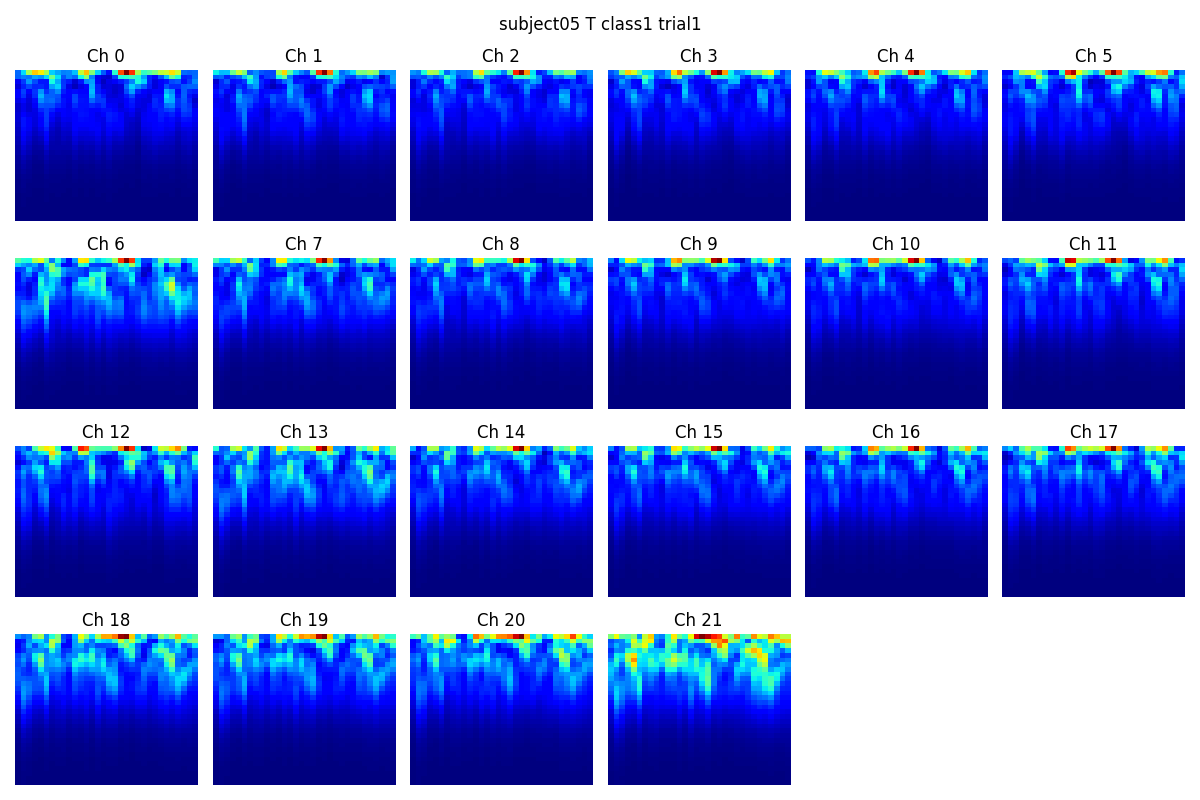 subject05 T class1 trial1
Ch 0 Ch 1 Ch 2 Ch 3 Ch 4 Ch 5
Ch 6 Ch 7 Ch 8 Ch 9 Ch 10 Ch 11
Ch 12 Ch 13 Ch 14 Ch 15 Ch 16 Ch 17
Ch 18 Ch 19 Ch 20 Ch 21